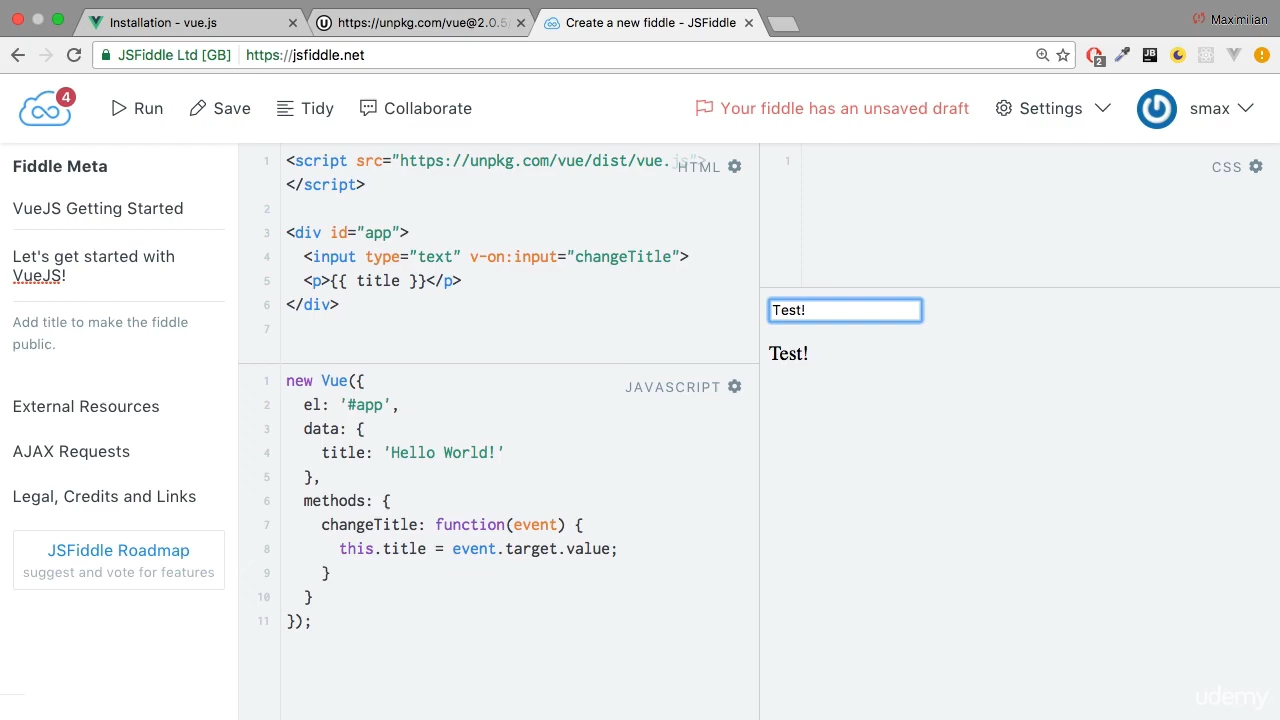 Installation - vue.js
https://unpkg.com/vue@2.0.5/
Create a new fiddle - JSFiddle
Maximilian
JSFiddle Ltd [GB]
https://jsfiddle.net
2
JB
4
Run
Save
Tidy
Collaborate
Your fiddle has an unsaved draft
Settings
smax
Fiddle Meta
VueJS Getting Started
Let's get started with
VueJS!
Add title to make the fiddle
public.
External Resources
AJAX Requests
Legal, Credits and Links
JSFiddle Roadmap
suggest and vote for features
HTML
1 <script src="https://unpkg.com/vue/dist/vue.js">
</script>
2
3 <div id="app">
4 <input type="text" v-on:input="changeTitle">
5 <p>{{ title }}</p>
6 </div>
7
JAVASCRIPT
1 new Vue({
2 el: '#app',
3 data: {
4 title: 'Hello World!'
5 },
6 methods: {
7 changeTitle: function(event) {
8 this.title = event.target.value;
9 }
10 }
11 });
1
CSS
Test!
Test!
udemy